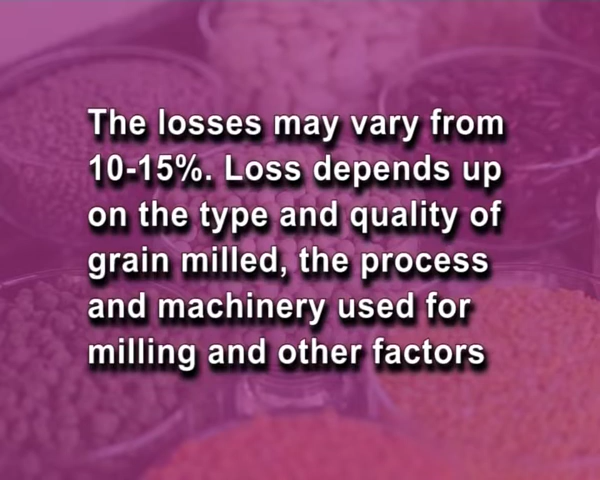 The losses may vary from
10-15%. Loss depends up
on the type and quality of
grain milled, the process
and machinery used for
milling and other factors